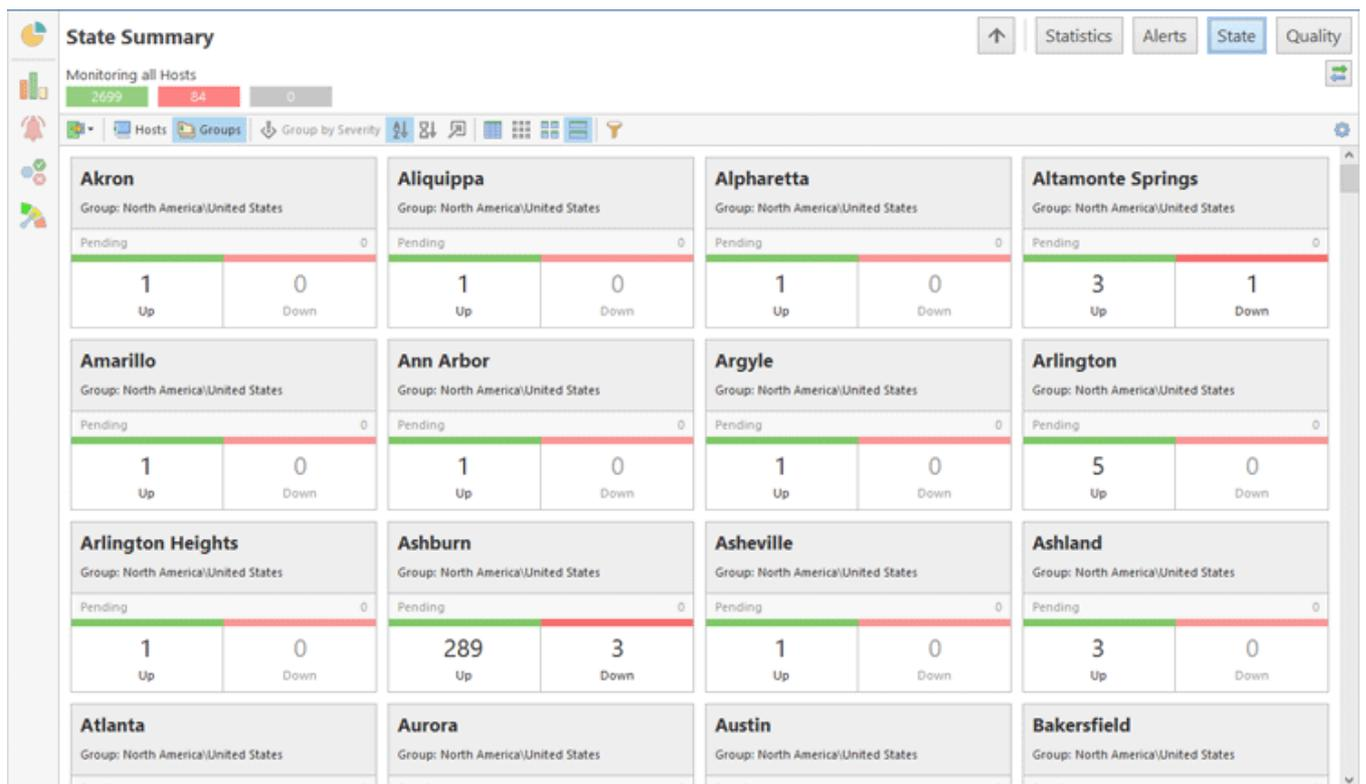 State Summary
Statistics Alerts State Quality
Monitoring all Hosts
2699 84 0
Hosts Groups Group by Severity
Akron Aliquippa Alpharetta Altamonte Springs
Group: North America\United States Group: North America\United States Group: North America\United States Group: North America\United States
Pending 0 Pending 0 Pending 0 Pending 0
1 0 1 0 1 0 3 1
Up Down Up Down Up Down Up Down
Amarillo Ann Arbor Argyle Arlington
Group: North America\United States Group: North America\United States Group: North America\United States Group: North America\United States
Pending 0 Pending 0 Pending 0 Pending 0
1 0 1 0 1 0 5 0
Up Down Up Down Up Down Up Down
Arlington Heights Ashburn Asheville Ashland
Group: North America\United States Group: North America\United States Group: North America\United States Group: North America\United States
Pending 0 Pending 0 Pending 0 Pending 0
1 0 289 3 1 0 3 0
Up Down Up Down Up Down Up Down
Atlanta Aurora Austin Bakersfield
Group: North America\United States Group: North America\United States Group: North America\United States Group: North America\United States